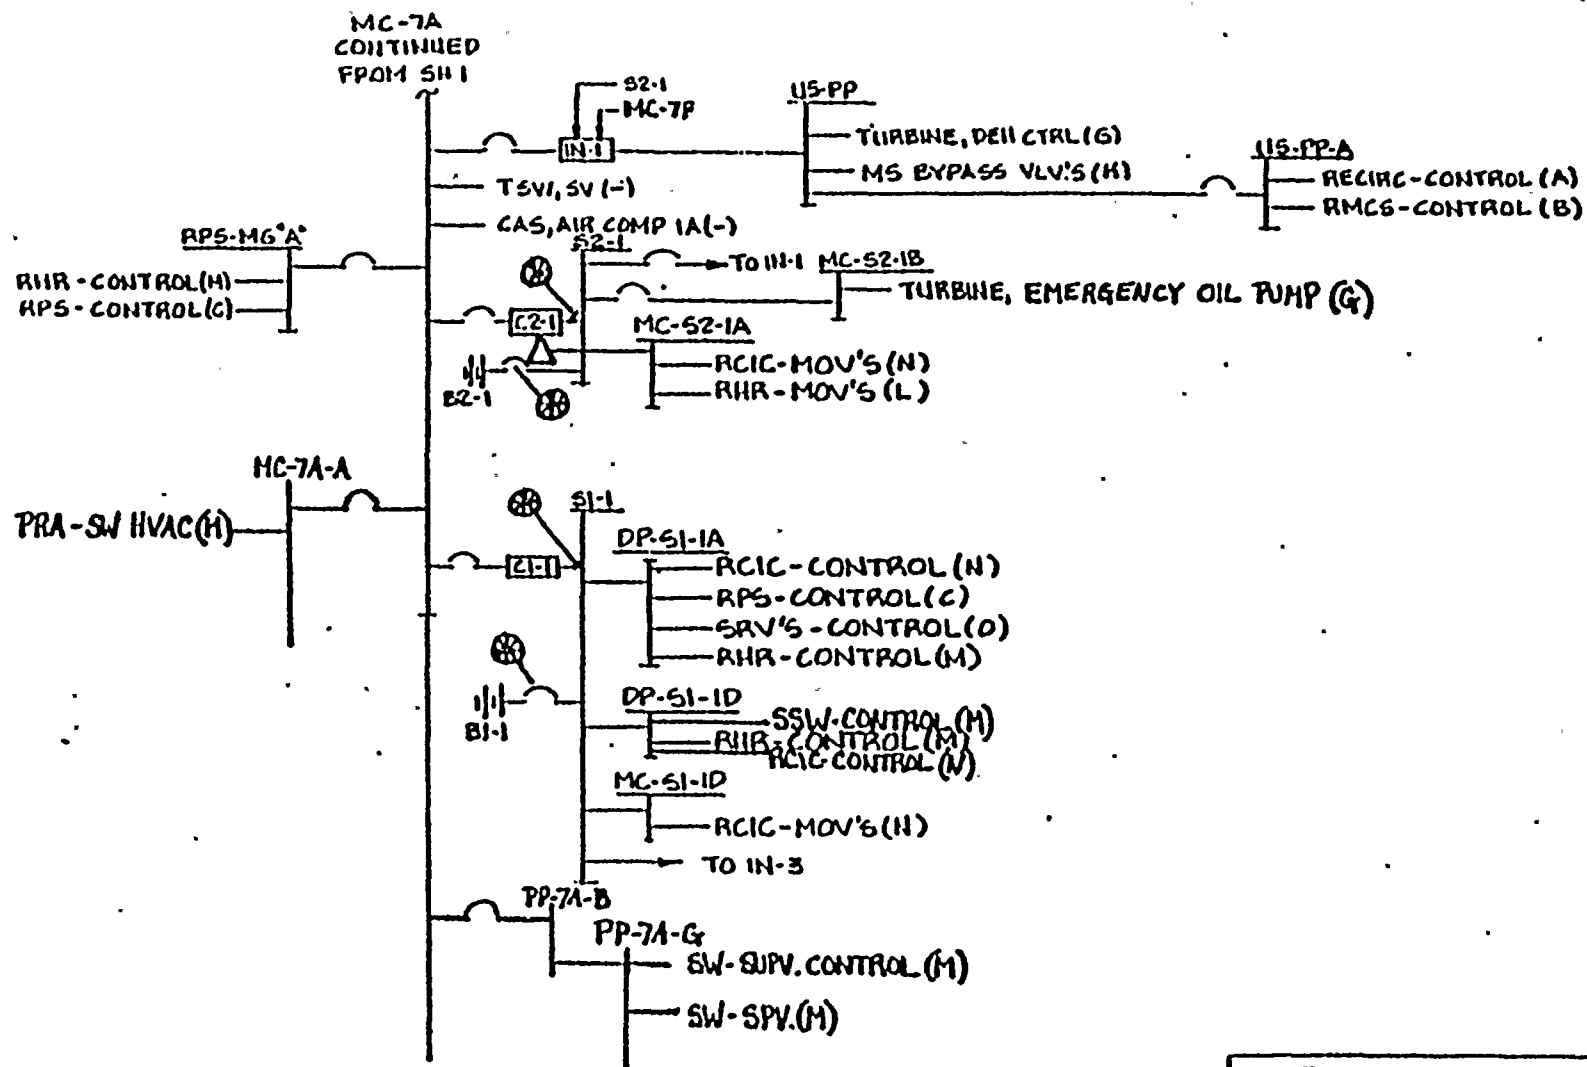 MC-7A
CONTINUED
FROM SH 1
S2-1
MC-7F
IN-1
US-PP
TURBINE, DEH CTRL (G)
MS BYPASS VLV'S (K)
US-PP-A
RECIRC-CONTROL (A)
RMCS-CONTROL (B)
TSW, SV (-)
CAS, AIR COMP 1A (-)
RPS-MG"A"
RHR-CONTROL (M)
RPS-CONTROL (C)
S2-1
TO IN-1
MC-S2-1B
TURBINE, EMERGENCY OIL PUMP (G)
C2-1
MC-S2-1A
RCIC-MOV'S (N)
RHR-MOV'S (L)
B2-1
MC-7A-A
PRA-SW HVAC (H)
S1-1
C1-1
DP-S1-1A
RCIC-CONTROL (N)
RPS-CONTROL (C)
SRV'S-CONTROL (O)
RHR-CONTROL (M)
B1-1
DP-S1-1D
SSW-CONTROL (M)
RHR-CONTROL (M)
RCIC CONTROL (N)
MC-S1-1D
RCIC-MOV'S (N)
TO IN-3
PP-7A-B
PP-7A-G
SW-SUPV. CONTROL (M)
SW-SPV. (M)